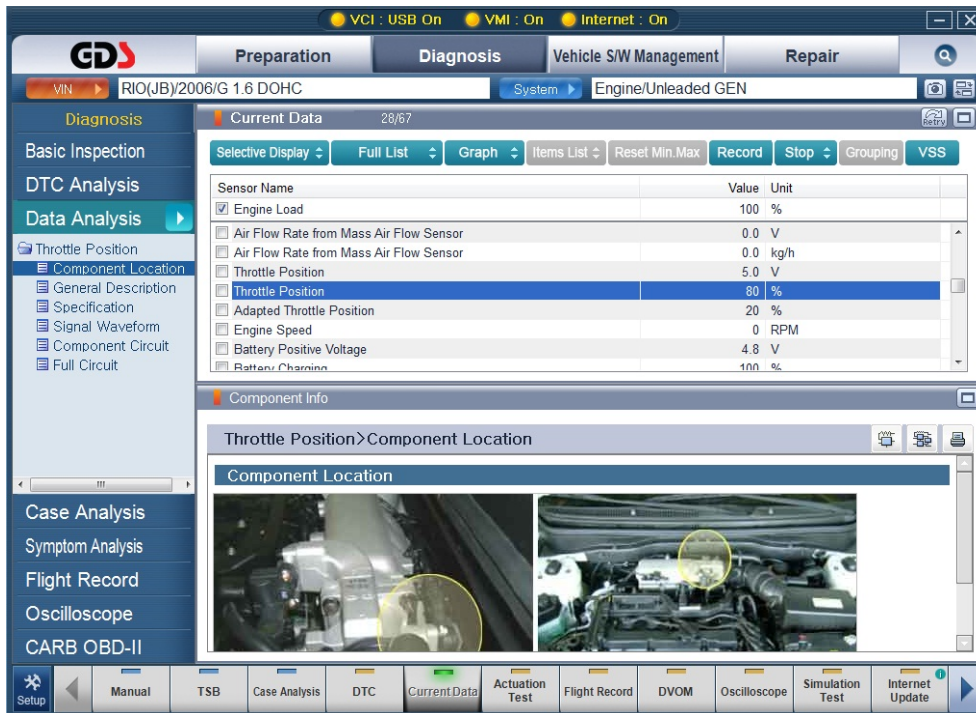 VCI : USB On VMI : On Internet : On
GDS Preparation Diagnosis Vehicle S/W Management Repair
VIN RIO(JB)/2006/G 1.6 DOHC System Engine/Unleaded GEN
Diagnosis
Basic Inspection
DTC Analysis
Data Analysis
Throttle Position
Component Location
General Description
Specification
Signal Waveform
Component Circuit
Full Circuit
Case Analysis
Symptom Analysis
Flight Record
Oscilloscope
CARB OBD-II
Current Data 28/67 Retry
Selective Display Full List Graph Items List Reset Min.Max Record Stop Grouping VSS
Sensor Name Value Unit
Engine Load 100 %
Air Flow Rate from Mass Air Flow Sensor 0.0 V
Air Flow Rate from Mass Air Flow Sensor 0.0 kg/h
Throttle Position 5.0 V
Throttle Position 80 %
Adapted Throttle Position 20 %
Engine Speed 0 RPM
Battery Positive Voltage 4.8 V
Battery Charging 100 %
Component Info
Throttle Position>Component Location
Component Location
Setup Manual TSB Case Analysis DTC Current Data Actuation Test Flight Record DVOM Oscilloscope Simulation Test Internet Update